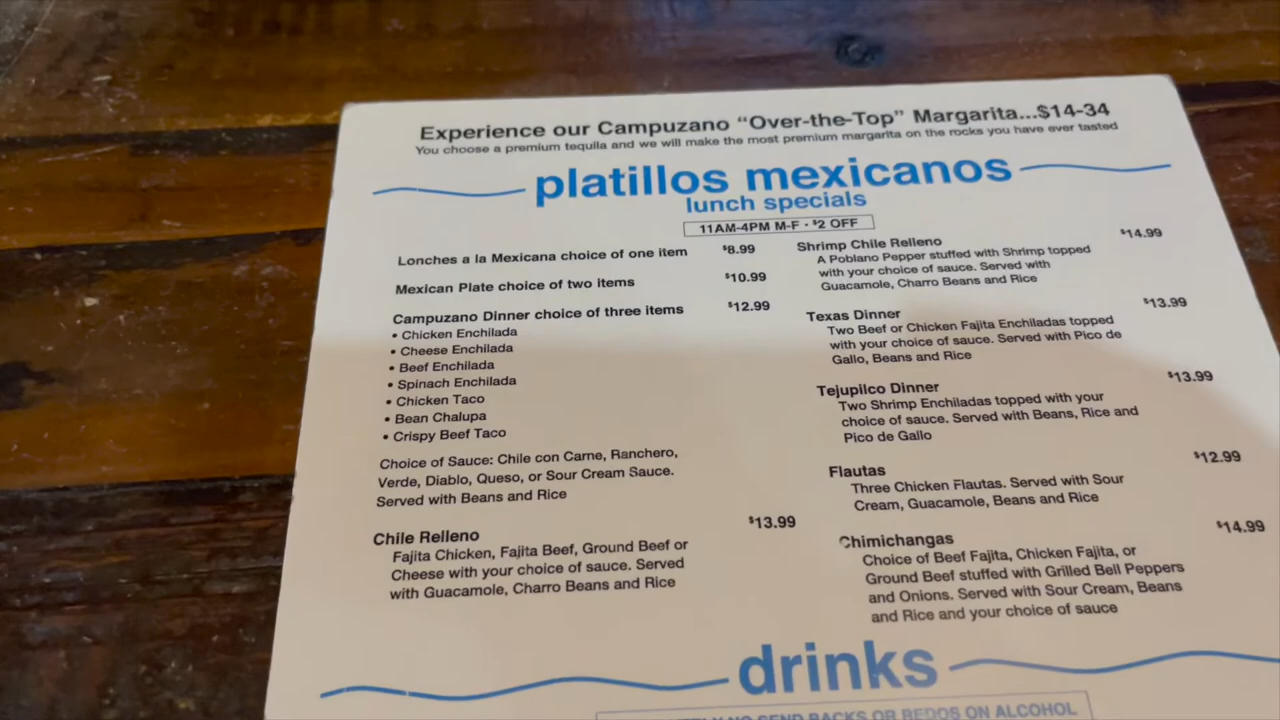 Experience our Campuzano “Over-the-Top” Margarita...$14-34
You choose a premium tequila and we will make the most premium margarita on the rocks you have ever tasted
platillos mexicanos
lunch specials
11AM-4PM M-F · $2 OFF
Lonches a la Mexicana choice of one item $8.99
Mexican Plate choice of two items $10.99
Campuzano Dinner choice of three items $12.99
• Chicken Enchilada
• Cheese Enchilada
• Beef Enchilada
• Spinach Enchilada
• Chicken Taco
• Bean Chalupa
• Crispy Beef Taco
Choice of Sauce: Chile con Carne, Ranchero,
Verde, Diablo, Queso, or Sour Cream Sauce.
Served with Beans and Rice
Chile Relleno $13.99
Fajita Chicken, Fajita Beef, Ground Beef or
Cheese with your choice of sauce. Served
with Guacamole, Charro Beans and Rice
Shrimp Chile Relleno $14.99
A Poblano Pepper stuffed with Shrimp topped
with your choice of sauce. Served with
Guacamole, Charro Beans and Rice
Texas Dinner $13.99
Two Beef or Chicken Fajita Enchiladas topped
with your choice of sauce. Served with Pico de
Gallo, Beans and Rice
Tejupilco Dinner $13.99
Two Shrimp Enchiladas topped with your
choice of sauce. Served with Beans, Rice and
Pico de Gallo
Flautas $12.99
Three Chicken Flautas. Served with Sour
Cream, Guacamole, Beans and Rice
Chimichangas $14.99
Choice of Beef Fajita, Chicken Fajita, or
Ground Beef stuffed with Grilled Bell Peppers
and Onions. Served with Sour Cream, Beans
and Rice and your choice of sauce
drinks
NO SEND BACKS OR REDOS ON ALCOHOL